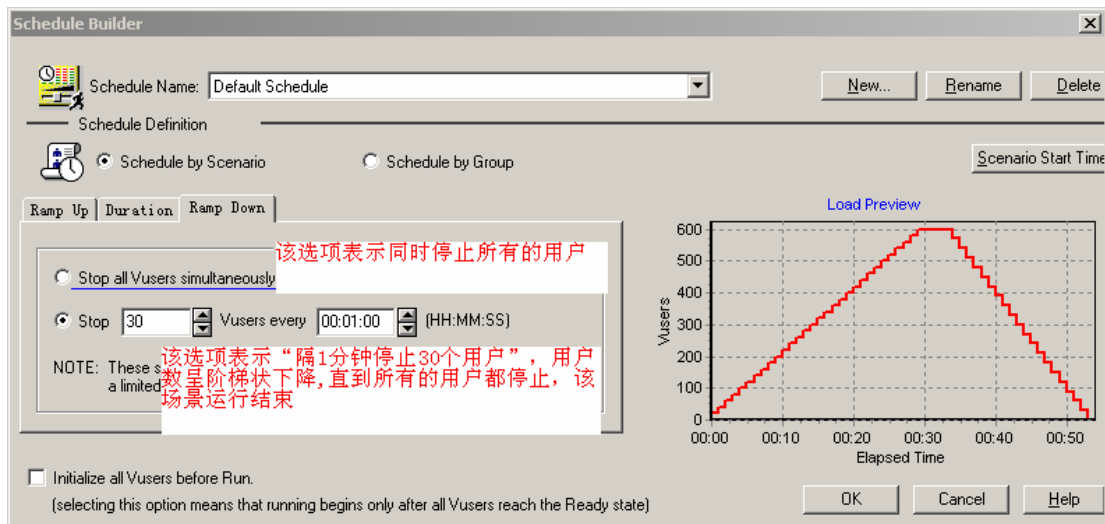 Schedule Builder
Schedule Name:
Default Schedule
New...
Rename
Delete
Schedule Definition
Schedule by Scenario
Schedule by Group
Scenario Start Time
Ramp Up
Duration
Ramp Down
Load Preview
该选项表示同时停止所有的用户
Stop all Vusers simultaneously
Stop 30 Vusers every 00:01:00 (HH:MM:SS)
NOTE: These s
a limited
该选项表示“隔1分钟停止30个用户”，用户
数呈阶梯状下降,直到所有的用户都停止，该
场景运行结束
600
500
400
300
200
100
0
Vusers
00:00 00:10 00:20 00:30 00:40 00:50
Elapsed Time
Initialize all Vusers before Run.
(selecting this option means that running begins only after all Vusers reach the Ready state)
OK
Cancel
Help